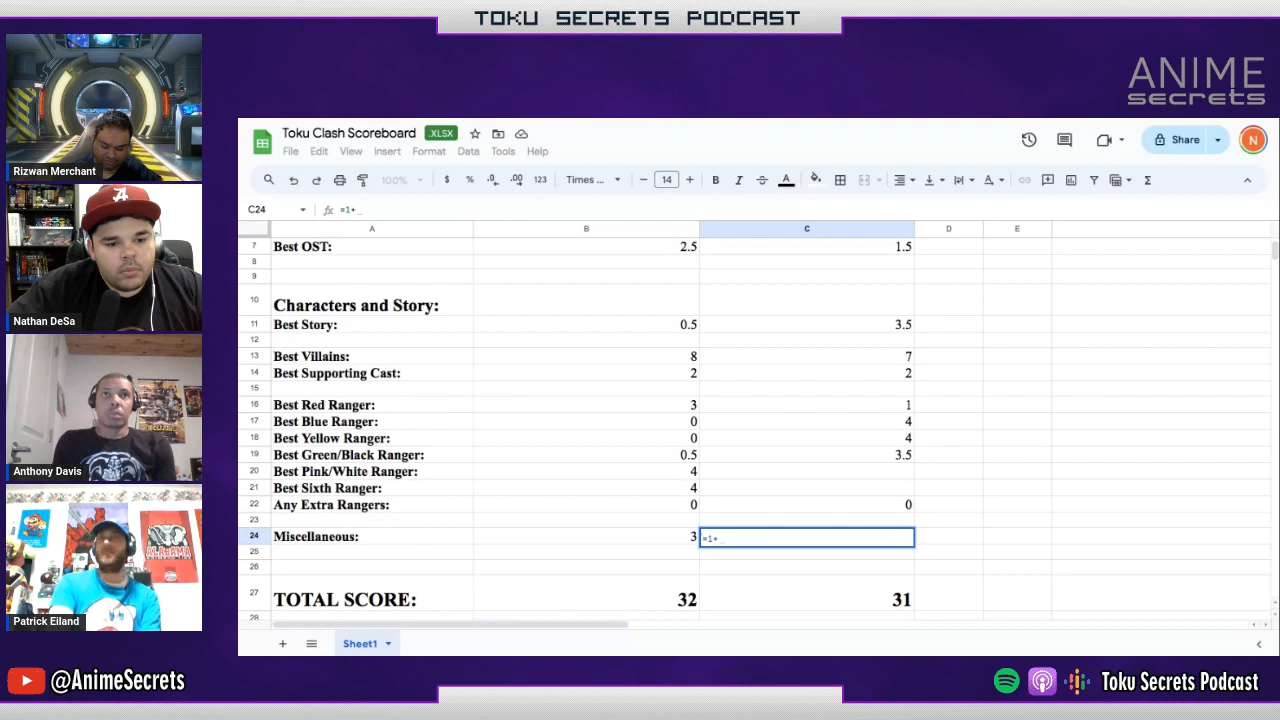 TOKU SECRETS PODCAST
ANIME
secrets
Rizwan Merchant
Nathan DeSa
Anthony Davis
Patrick Eiland
A
ALABAMA
Toku Clash Scoreboard .XLSX
File Edit View Insert Format Data Tools Help
Share
N
100% $ % .0 .00 123 Times ... 14 B I A
C24 fx =1+
A B C D E
7 Best OST: 2.5 1.5
8
9
10 Characters and Story:
11 Best Story: 0.5 3.5
12
13 Best Villains: 8 7
14 Best Supporting Cast: 2 2
15
16 Best Red Ranger: 3 1
17 Best Blue Ranger: 0 4
18 Best Yellow Ranger: 0 4
19 Best Green/Black Ranger: 0.5 3.5
20 Best Pink/White Ranger: 4
21 Best Sixth Ranger: 4
22 Any Extra Rangers: 0 0
23
24 Miscellaneous: 3 =1+
25
26
27 TOTAL SCORE: 32 31
28
Sheet1
@AnimeSecrets
Toku Secrets Podcast